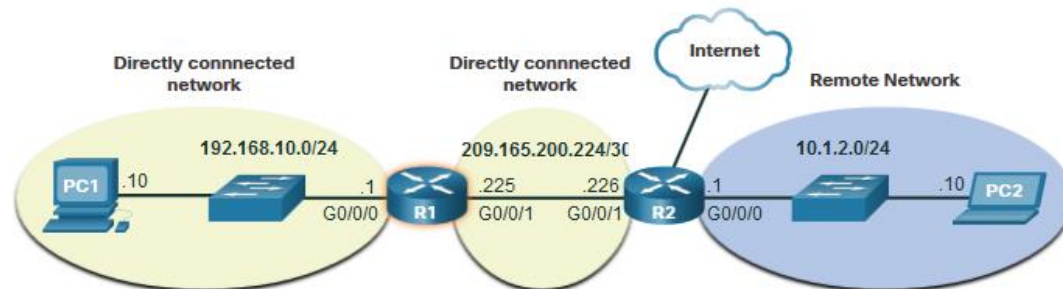 Internet
Directly connnected
network
Directly connnected
network
Remote Network
192.168.10.0/24
209.165.200.224/30
10.1.2.0/24
PC1
.10
.1
G0/0/0
R1
.225
G0/0/1
.226
G0/0/1
R2
.1
G0/0/0
.10
PC2